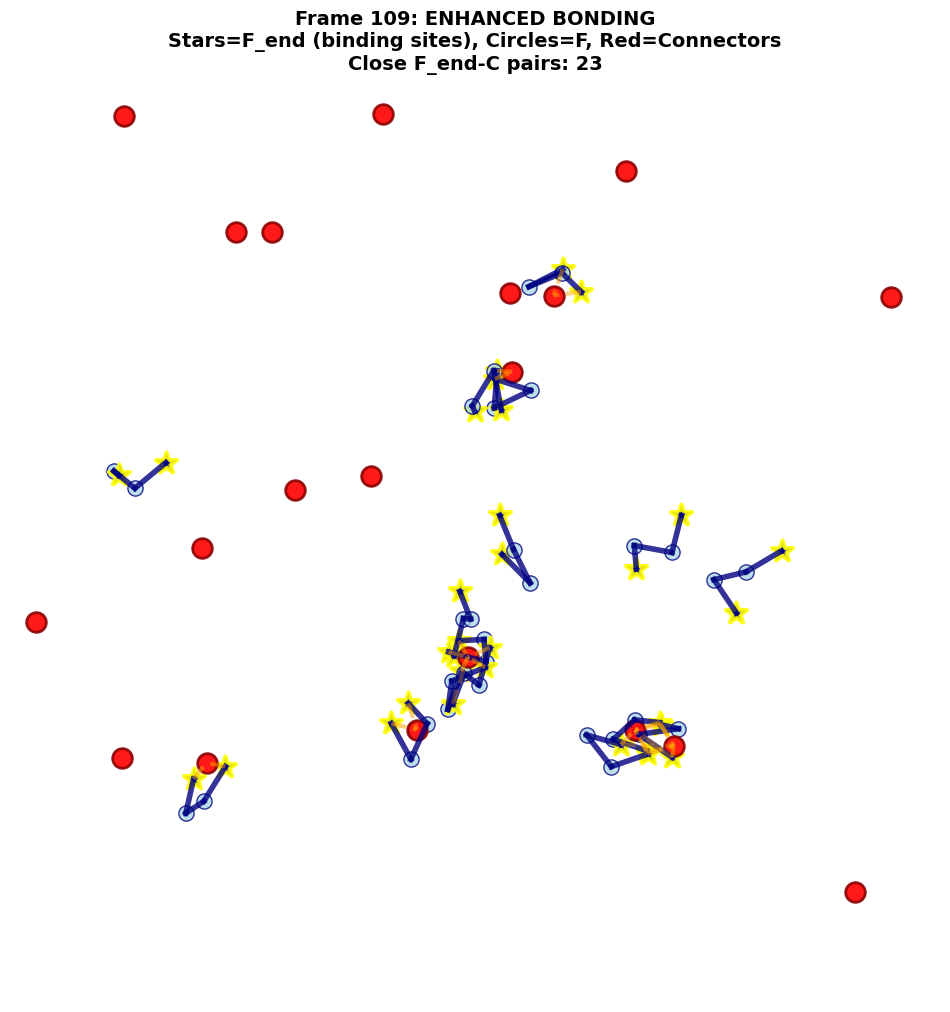 Frame 109: ENHANCED BONDING
Stars=F_end (binding sites), Circles=F, Red=Connectors
Close F_end-C pairs: 23